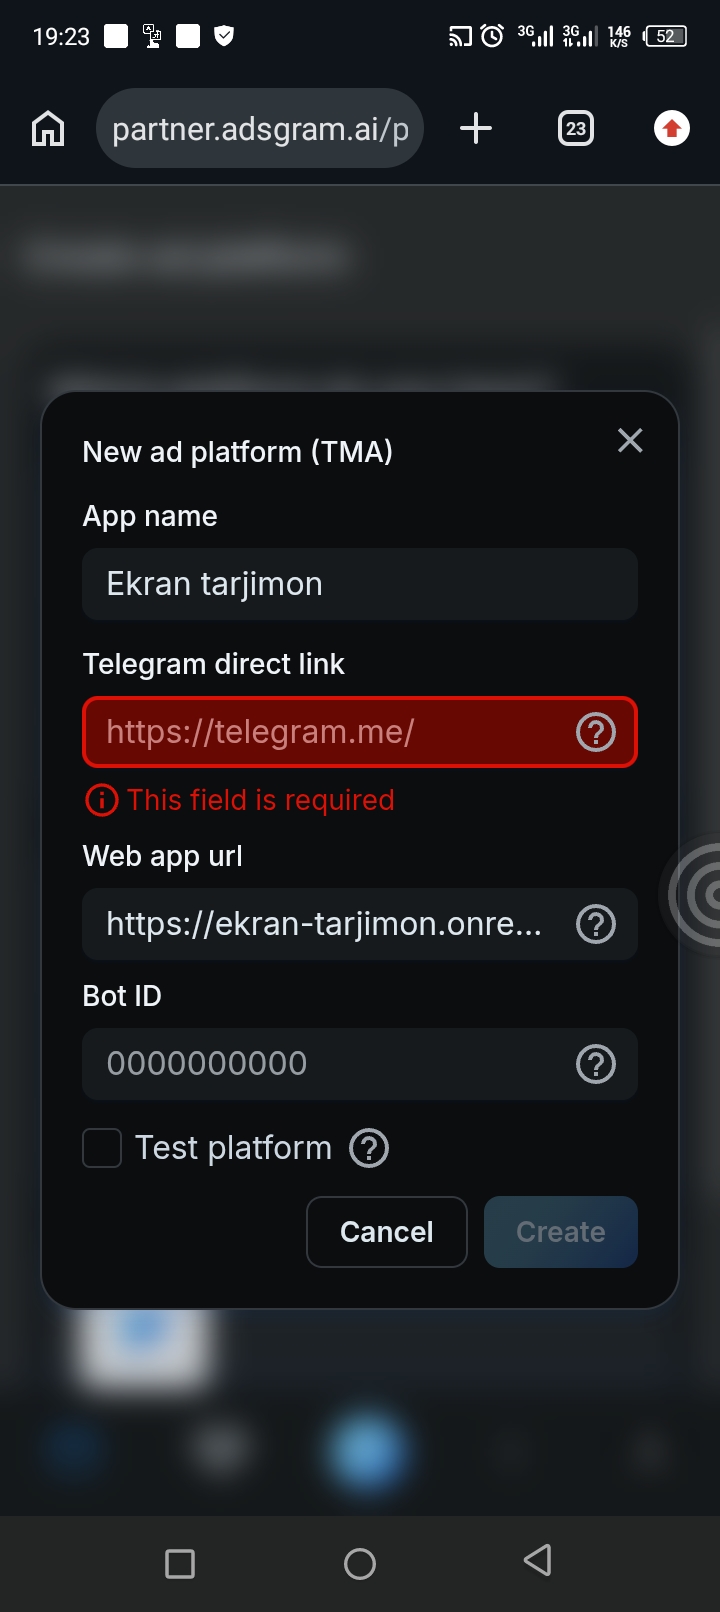 19:23
3G
3G
146
K/S
52
partner.adsgram.ai/p
23
New ad platform (TMA)
App name
Ekran tarjimon
Telegram direct link
https://telegram.me/
This field is required
Web app url
https://ekran-tarjimon.onre...
Bot ID
0000000000
Test platform
Cancel
Create